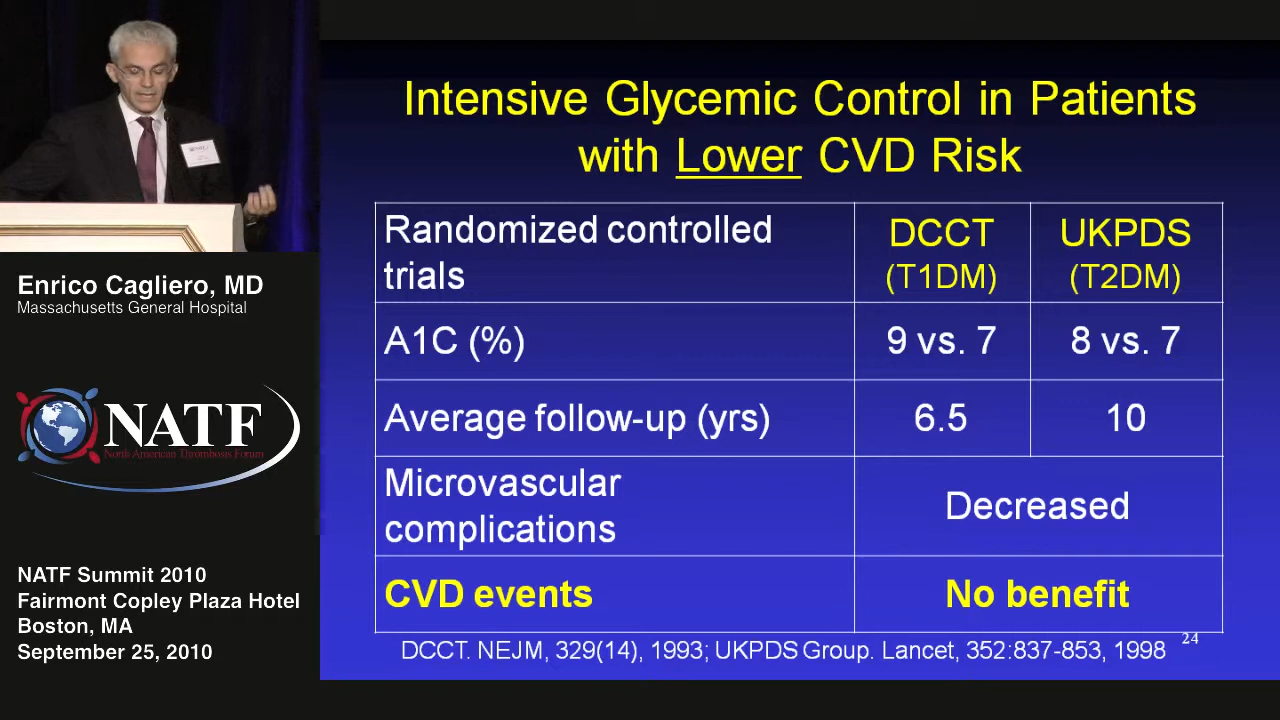 Intensive Glycemic Control in Patients
with Lower CVD Risk
Randomized controlled
trials
DCCT
(T1DM)
UKPDS
(T2DM)
A1C (%)
9 vs. 7
8 vs. 7
Average follow-up (yrs)
6.5
10
Microvascular
complications
Decreased
CVD events
No benefit
DCCT. NEJM, 329(14), 1993; UKPDS Group. Lancet, 352:837-853, 1998
24
NATF
Enrico Cagliero, MD
Massachusetts General Hospital
NATF
North American Thrombosis Forum
NATF Summit 2010
Fairmont Copley Plaza Hotel
Boston, MA
September 25, 2010